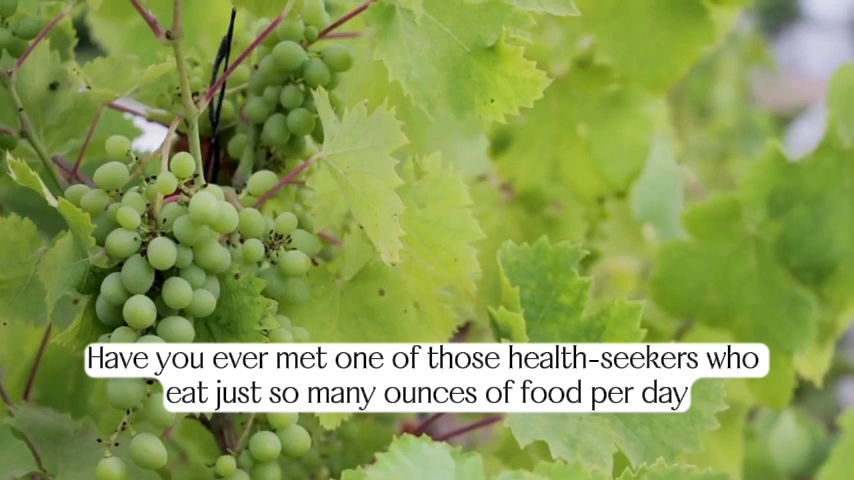 Have you ever met one of those health-seekers who
eat just so many ounces of food per day